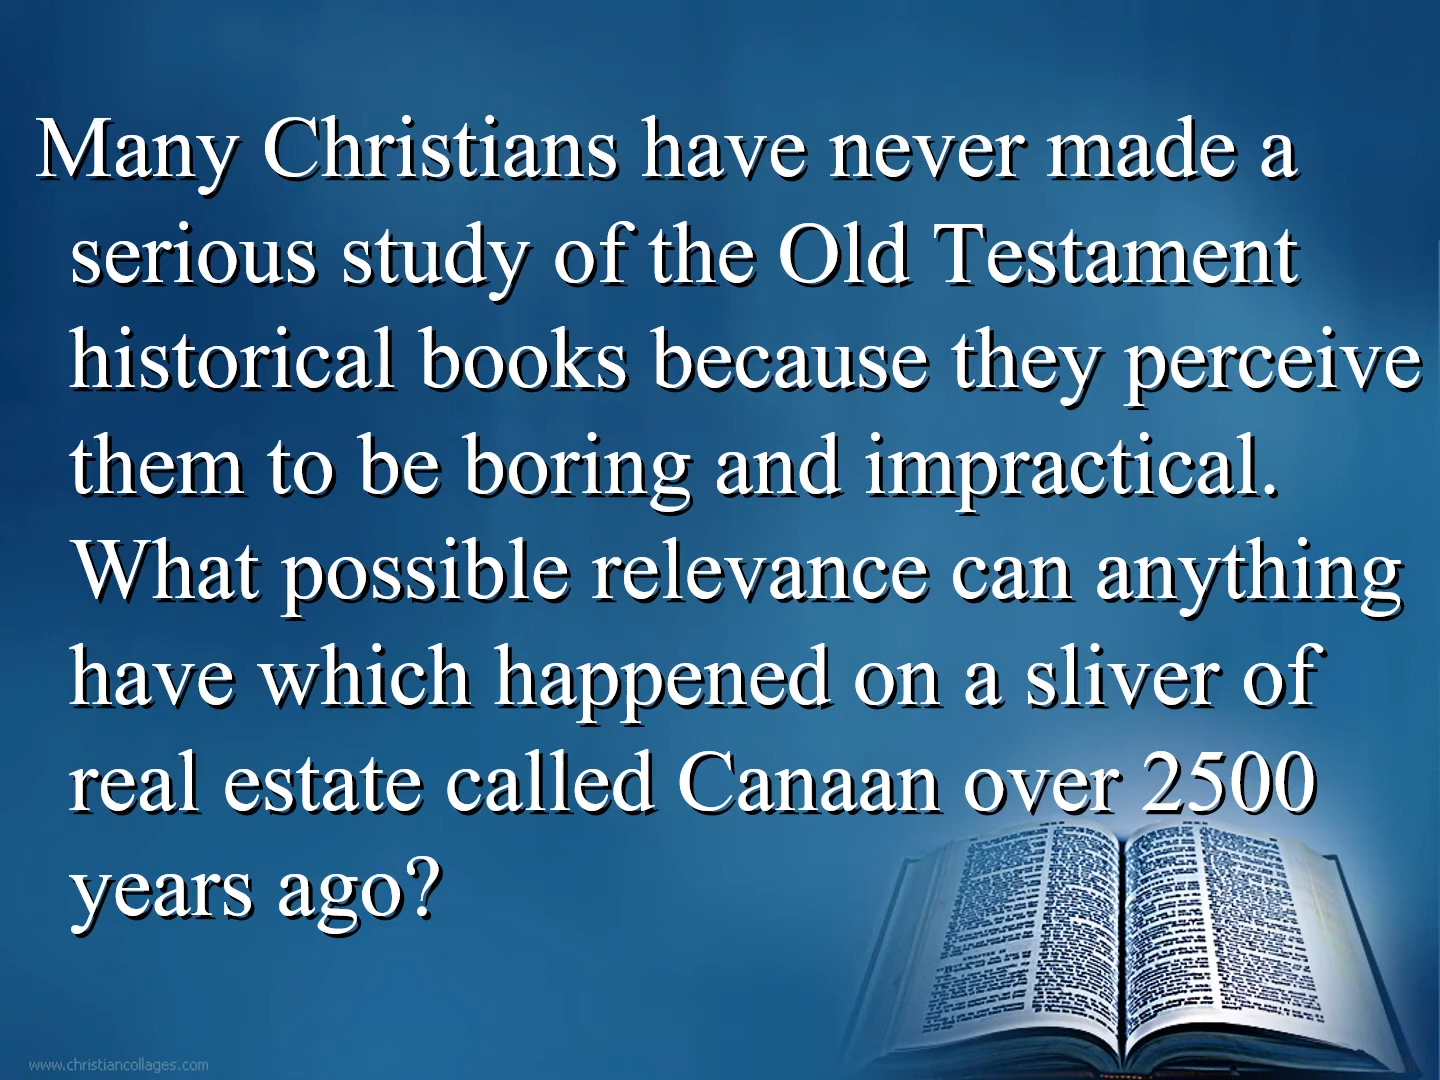 Many Christians have never made a
serious study of the Old Testament
historical books because they perceive
them to be boring and impractical.
What possible relevance can anything
have which happened on a sliver of
real estate called Canaan over 2500
years ago?
www.christiancollages.com